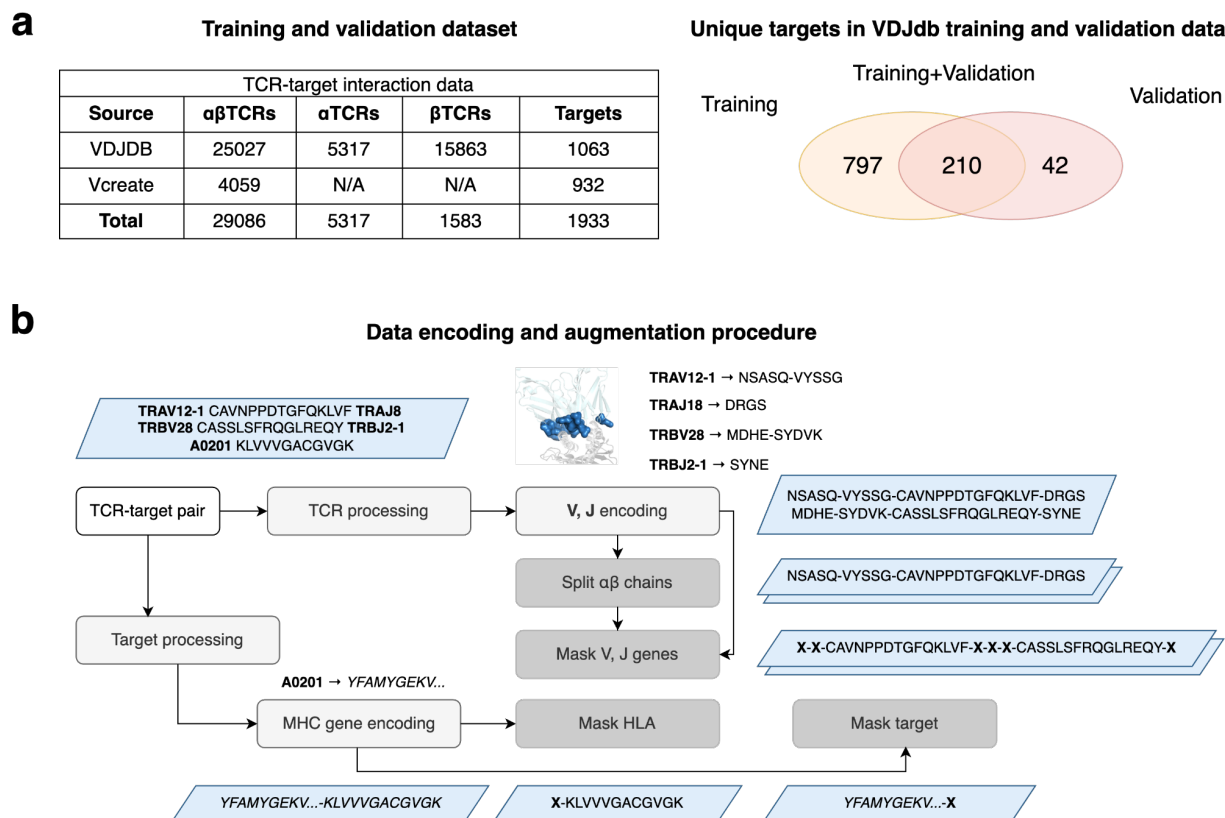 a
Training and validation dataset
TCR-target interaction data
Source αβTCRs αTCRs βTCRs Targets
VDJDB 25027 5317 15863 1063
Vcreate 4059 N/A N/A 932
Total 29086 5317 1583 1933
Unique targets in VDJdb training and validation data
Training+Validation
Training
Validation
797 210 42
b
Data encoding and augmentation procedure
TRAV12-1 CAVNPPDTGFQKLVF TRAJ8
TRBV28 CASSLSFRQGLREQY TRBJ2-1
A0201 KLVVVGACGVGK
TRAV12-1 → NSASQ-VYSSG
TRAJ18 → DRGS
TRBV28 → MDHE-SYDVK
TRBJ2-1 → SYNE
TCR-target pair
TCR processing
V, J encoding
NSASQ-VYSSG-CAVNPPDTGFQKLVF-DRGS
MDHE-SYDVK-CASSLSFRQGLREQY-SYNE
Split αβ chains
NSASQ-VYSSG-CAVNPPDTGFQKLVF-DRGS
Target processing
Mask V, J genes
X-X-CAVNPPDTGFQKLVF-X-X-X-CASSLSFRQGLREQY-X
A0201 → YFAMYGEKV...
MHC gene encoding
Mask HLA
Mask target
YFAMYGEKV...-KLVVVGACGVGK
X-KLVVVGACGVGK
YFAMYGEKV...-X